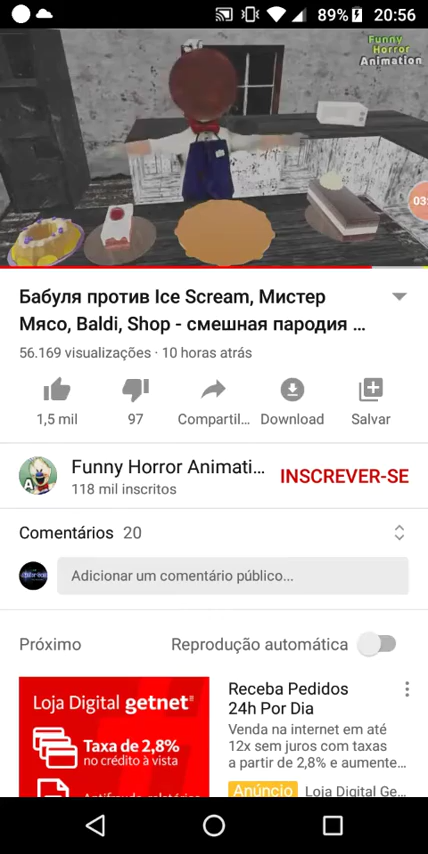 89% 20:56
Funny
Horror
Animation
03:
Бабуля против Ice Scream, Мистер
Мясо, Baldi, Shop - смешная пародия ...
56.169 visualizações · 10 horas atrás
1,5 mil
97
Compartil...
Download
Salvar
A
Funny Horror Animati...
INSCREVER-SE
118 mil inscritos
Comentários 20
Adicionar um comentário público...
Próximo
Reprodução automática
Loja Digital getnet
Taxa de 2,8%
no crédito à vista
Antifraude, relatórios
Receba Pedidos
24h Por Dia
Venda na internet em até
12x sem juros com taxas
a partir de 2,8% e aumente...
Anúncio Loja Digital Ge...